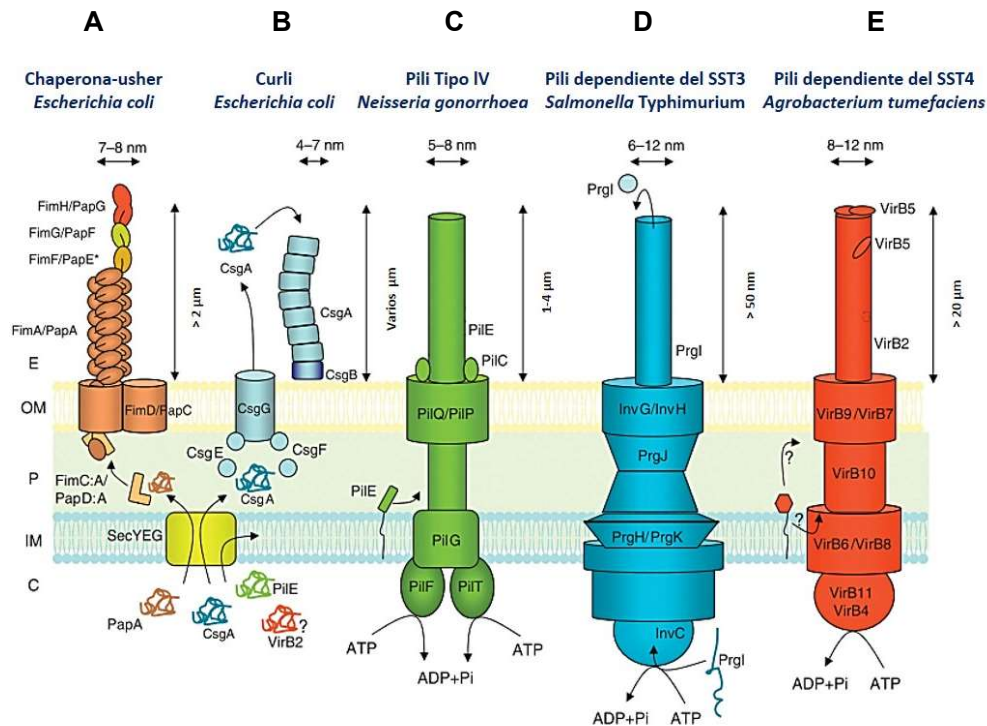 A
B
C
D
E
Chaperona-usher
Escherichia coli
Curli
Escherichia coli
Pili Tipo IV
Neisseria gonorrhoea
Pili dependiente del SST3
Salmonella Typhimurium
Pili dependiente del SST4
Agrobacterium tumefaciens
7–8 nm
4–7 nm
5–8 nm
6–12 nm
8–12 nm
FimH/PapG
FimG/PapF
FimF/PapE*
FimA/PapA
> 2 µm
FimD/PapC
FimC:A/
PapD:A
CsgA
CsgA
CsgB
Varios µm
CsgG
CsgE
CsgF
CsgA
PilE
PilC
1-4 µm
PilQ/PilP
PilE
PilG
PilF
PilT
ATP
ATP
ADP+Pi
PrgI
PrgI
> 50 nm
InvG/InvH
PrgJ
PrgH/PrgK
InvC
PrgI
ADP+Pi
ATP
VirB5
VirB5
VirB2
> 20 µm
VirB9/VirB7
VirB10
?
?
VirB6/VirB8
VirB11
VirB4
ADP+Pi
ATP
E
OM
P
IM
C
SecYEG
PapA
CsgA
PilE
VirB2
?